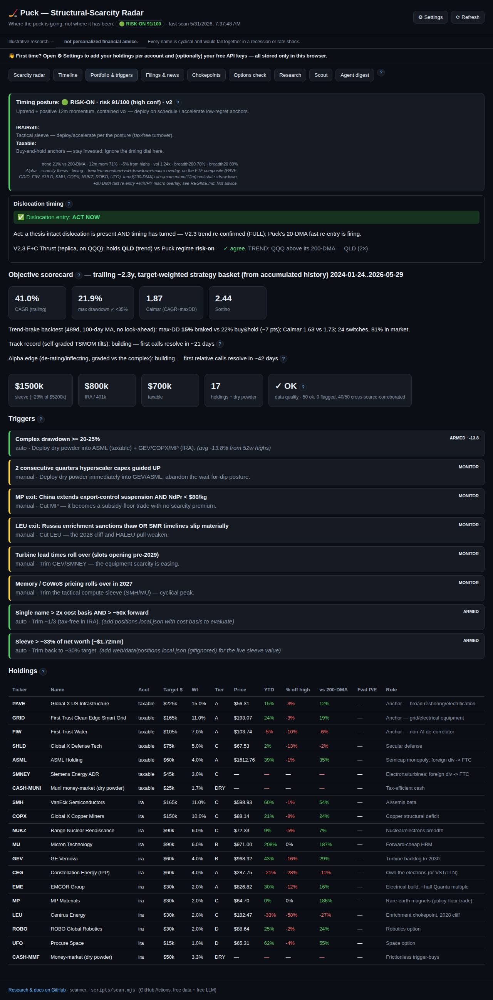 🏒 Puck — Structural-Scarcity Radar
Where the puck is going, not where it has been. 🟢 RISK-ON 91/100 · last scan 5/31/2026, 7:37:48 AM
⚙ Settings ⟳ Refresh
Illustrative research — not personalized financial advice. Every name is cyclical and would fall together in a recession or rate shock.
👋 First time? Open ⚙ Settings to add your holdings per account and (optionally) your free API keys — all stored only in this browser.
Scarcity radar Timeline Portfolio & triggers Filings & news Chokepoints Options check Research Scout Agent digest ?
Timing posture: 🟢 RISK-ON · risk 91/100 (high conf) · v2 ?
Uptrend + positive 12m momentum, contained vol — deploy on schedule / accelerate low-regret anchors.
IRA/Roth:
Tactical sleeve — deploy/accelerate per the posture (tax-free turnover).
Taxable:
Buy-and-hold anchors — stay invested; ignore the timing dial here.
trend 21% vs 200-DMA · 12m mom 71% · -5% from highs · vol 1.24x · breadth200 78% · breadth20 89%
Alpha = scarcity thesis · timing = trend+momentum+vol+drawdown+macro overlay, on the ETF composite (PAVE,
GRID, FIW, SHLD, SMH, COPX, NUKZ, ROBO, UFO). trend(200-DMA)+abs-momentum(12m)+vol-state+drawdown,
+20-DMA fast re-entry +VIX/HY macro overlay; see REGIME.md. Not advice.
Dislocation timing ?
✅ Dislocation entry: ACT NOW
Act: a thesis-intact dislocation is present AND timing has turned — V2.3 trend re-confirmed (FULL); Puck's 20-DMA fast re-entry is firing.
V2.3 F+C Thrust (replica, on QQQ): holds QLD (trend) vs Puck regime risk-on — ✓ agree. TREND: QQQ above its 200-DMA — QLD (2×)
Objective scorecard ? — trailing ~2.3y, target-weighted strategy basket (from accumulated history) 2024-01-24..2026-05-29
41.0% 21.9% 1.87 2.44
CAGR (trailing) max drawdown ✓ <35% Calmar (CAGR÷maxDD) Sortino
Trend-brake backtest (489d, 100-day MA, no look-ahead): max-DD 15% braked vs 22% buy&hold (−7 pts); Calmar 1.63 vs 1.73; 24 switches, 81% in market.
Track record (self-graded TSMOM tilts): building — first calls resolve in ~21 days ?
Alpha edge (de-rating/inflecting, graded vs the complex): building — first relative calls resolve in ~42 days ?
$1500k $800k $700k 17 ✓ OK ?
sleeve (~29% of $5200k) IRA / 401k taxable holdings + dry powder data quality · 50 ok, 0 flagged, 40/50 cross-source-corroborated
Triggers ?
Complex drawdown >= 20-25% ARMED · -13.8
auto · Deploy dry powder into ASML (taxable) + GEV/COPX/MP (IRA). (avg -13.8% from 52w highs)
2 consecutive quarters hyperscaler capex guided UP MONITOR
manual · Deploy dry powder immediately into GEV/ASML; abandon the wait-for-dip posture.
MP exit: China extends export-control suspension AND NdPr < $80/kg MONITOR
manual · Cut MP — it becomes a subsidy-floor trade with no scarcity premium.
LEU exit: Russia enrichment sanctions thaw OR SMR timelines slip materially MONITOR
manual · Cut LEU — the 2028 cliff and HALEU pull weaken.
Turbine lead times roll over (slots opening pre-2029) MONITOR
manual · Trim GEV/SMNEY — the equipment scarcity is easing.
Memory / CoWoS pricing rolls over in 2027 MONITOR
manual · Trim the tactical compute sleeve (SMH/MU) — cyclical peak.
Single name > 2x cost basis AND > ~50x forward ARMED
auto · Trim ~1/3 (tax-free in IRA). (add positions.local.json with cost basis to evaluate)
Sleeve > ~33% of net worth (~$1.72mm) ARMED
auto · Trim back to ~30% target. (add web/data/positions.local.json (gitignored) for the live sleeve value)
Holdings ?
Ticker Name Acct Target $ Wt Tier Price YTD % off high vs 200-DMA Fwd P/E Role
PAVE Global X US Infrastructure taxable $225k 15.0% A $56.31 15% -3% 12% — Anchor — broad reshoring/electrification
GRID First Trust Clean Edge Smart Grid taxable $165k 11.0% A $193.07 24% -3% 19% — Anchor — grid/electrical equipment
FIW First Trust Water taxable $105k 7.0% A $103.74 -5% -10% -6% — Anchor — non-AI de-correlator
SHLD Global X Defense Tech taxable $75k 5.0% C $67.53 2% -13% -2% — Secular defense
ASML ASML Holding taxable $60k 4.0% A $1612.76 39% -1% 35% — Semicap monopoly; foreign div -> FTC
SMNEY Siemens Energy ADR taxable $45k 3.0% C — — — — — Electrons/turbines; foreign div -> FTC
CASH-MUNI Muni money-market (dry powder) taxable $25k 1.7% DRY — — — — — Tax-efficient cash
SMH VanEck Semiconductors ira $165k 11.0% C $598.93 60% -1% 54% — AI/semis beta
COPX Global X Copper Miners ira $150k 10.0% C $88.14 21% -8% 24% — Copper structural deficit
NUKZ Range Nuclear Renaissance ira $90k 6.0% C $72.33 9% -5% 7% — Nuclear/electrons breadth
MU Micron Technology ira $90k 6.0% B $971.00 208% 0% 187% — Forward-cheap HBM
GEV GE Vernova ira $60k 4.0% B $968.32 43% -16% 29% — Turbine backlog to 2030
CEG Constellation Energy (IPP) ira $60k 4.0% A $287.75 -21% -28% -11% — Own the electrons (or VST/TLN)
EME EMCOR Group ira $30k 2.0% A $826.82 30% -12% 16% — Electrical build, ~half Quanta multiple
MP MP Materials ira $30k 2.0% C $64.70 0% 0% 186% — Rare-earth magnets (policy-floor trade)
LEU Centrus Energy ira $30k 2.0% C $182.47 -33% -58% -27% — Enrichment chokepoint, 2028 cliff
ROBO ROBO Global Robotics ira $30k 2.0% D $88.64 25% -2% 24% — Robotics option
UFO Procure Space ira $15k 1.0% D $65.31 62% -4% 55% — Space option
CASH-MMF Money-market (dry powder) ira $50k 3.3% DRY — — — — — Frictionless trigger-buys
Research & docs on GitHub · scanner: scripts/scan.mjs (GitHub Actions, free data + free LLM)